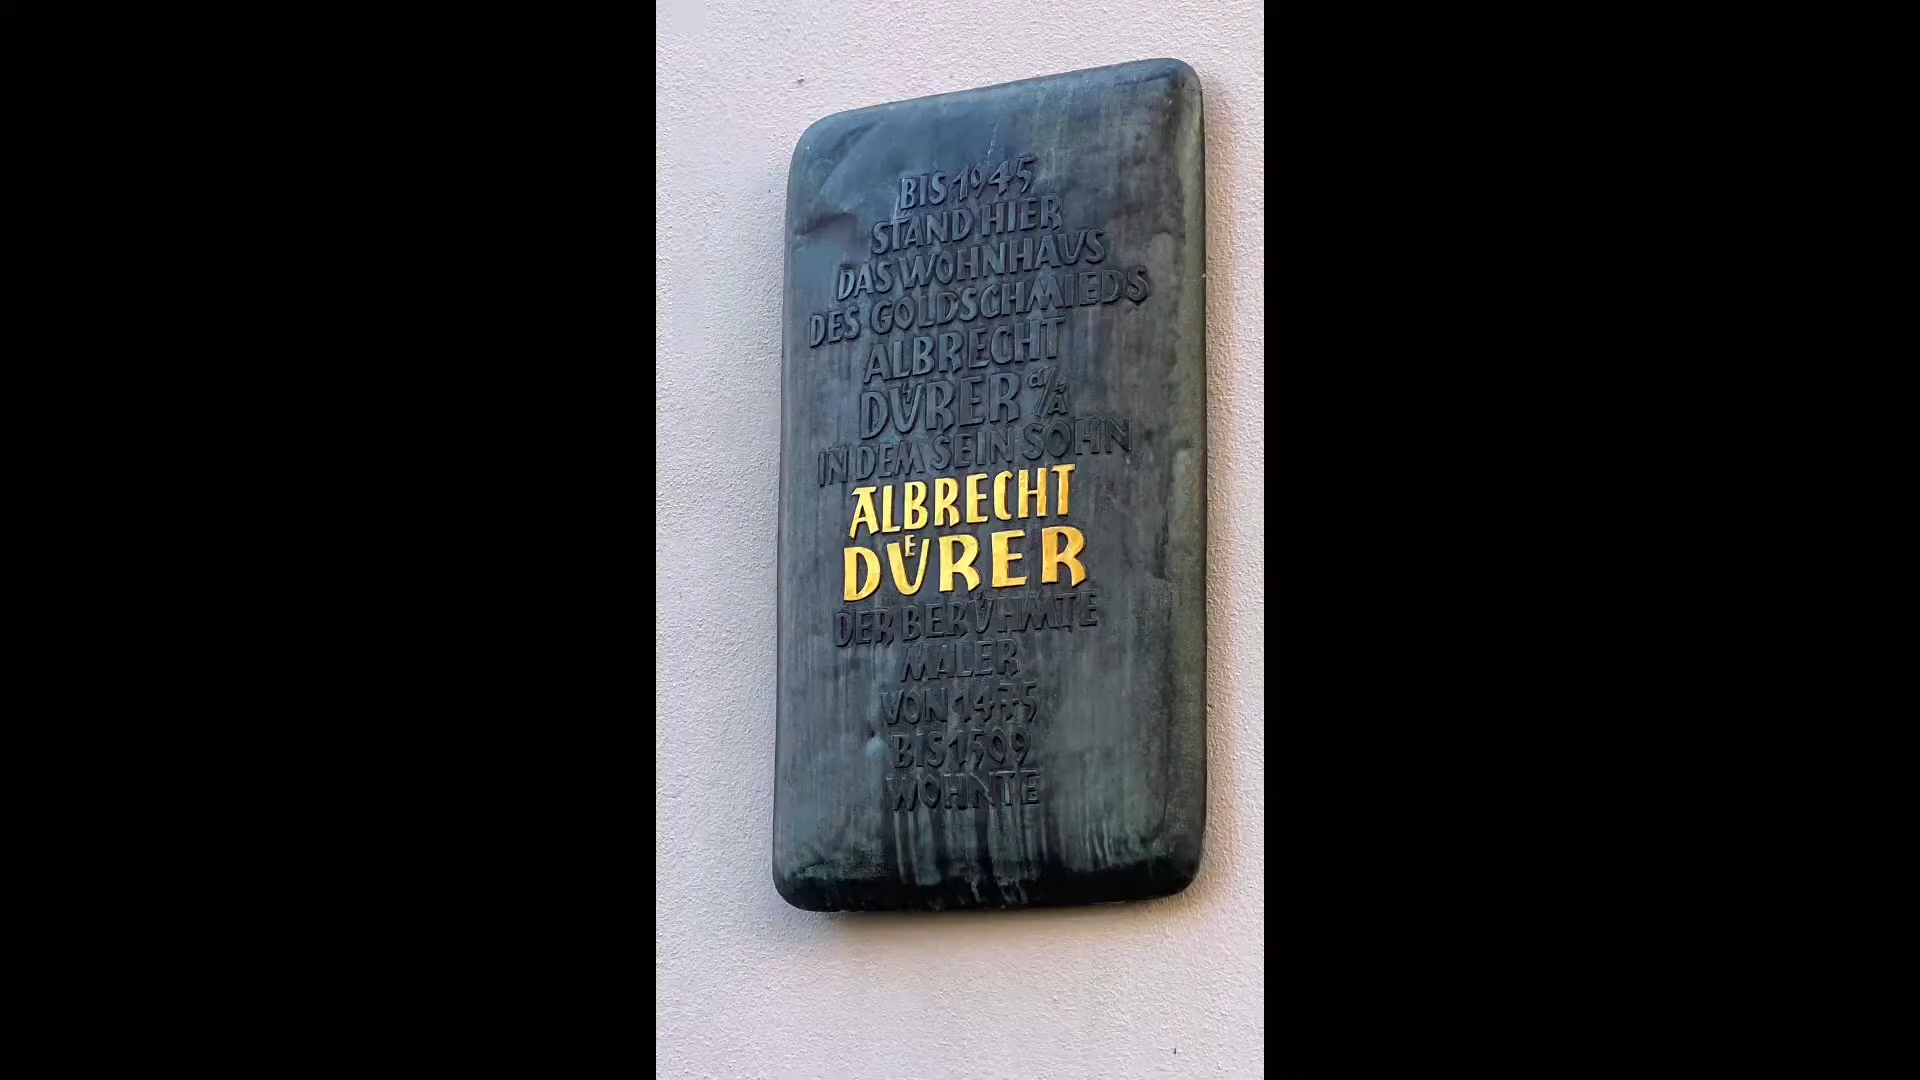 BIS 1945
STAND HIER
DAS WOHNHAUS
DES GOLDSCHMIEDS
ALBRECHT
DÜRER d/Ä
IN DEM SEIN SOHN
ALBRECHT
DÜRER
DER BERÜHMTE
MALER
VON 1475
BIS 1509
WOHNTE